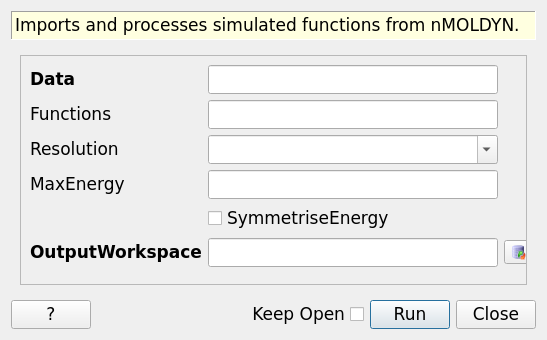 Imports and processes simulated functions from nMOLDYN.
Data
Functions
Resolution
MaxEnergy
SymmetriseEnergy
OutputWorkspace
?
Keep Open
Run
Close